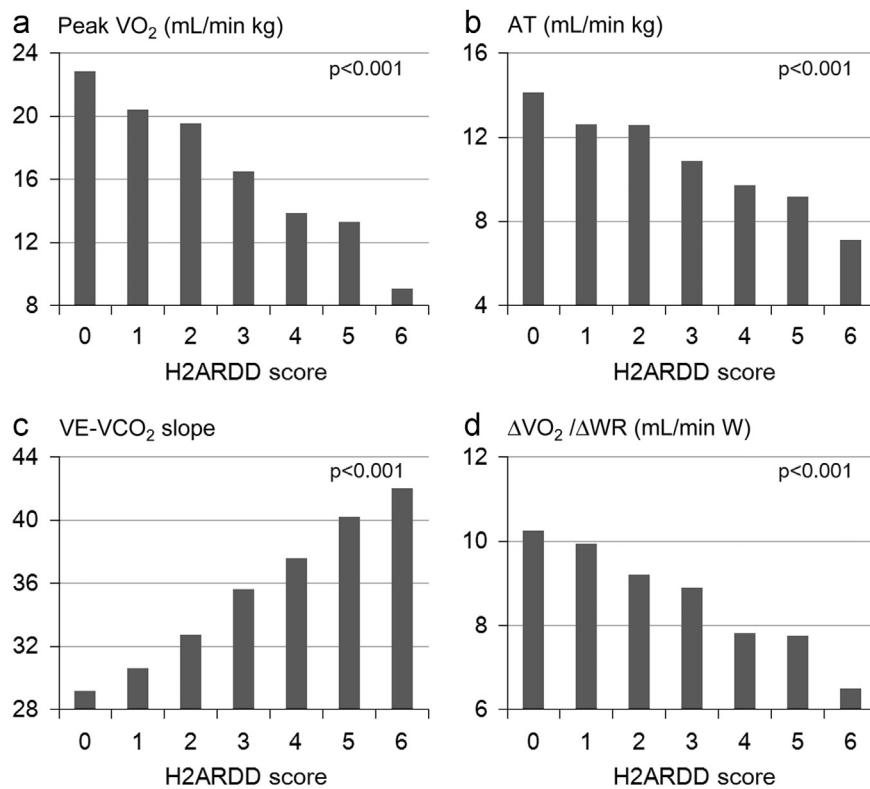 a Peak VO₂ (mL/min kg)
24
20
16
12
8
p<0.001
0 1 2 3 4 5 6
H2ARDD score
b AT (mL/min kg)
16
12
8
4
p<0.001
0 1 2 3 4 5 6
H2ARDD score
c VE-VCO₂ slope
44
40
36
32
28
p<0.001
0 1 2 3 4 5 6
H2ARDD score
d ΔVO₂ /ΔWR (mL/min W)
12
10
8
6
p<0.001
0 1 2 3 4 5 6
H2ARDD score